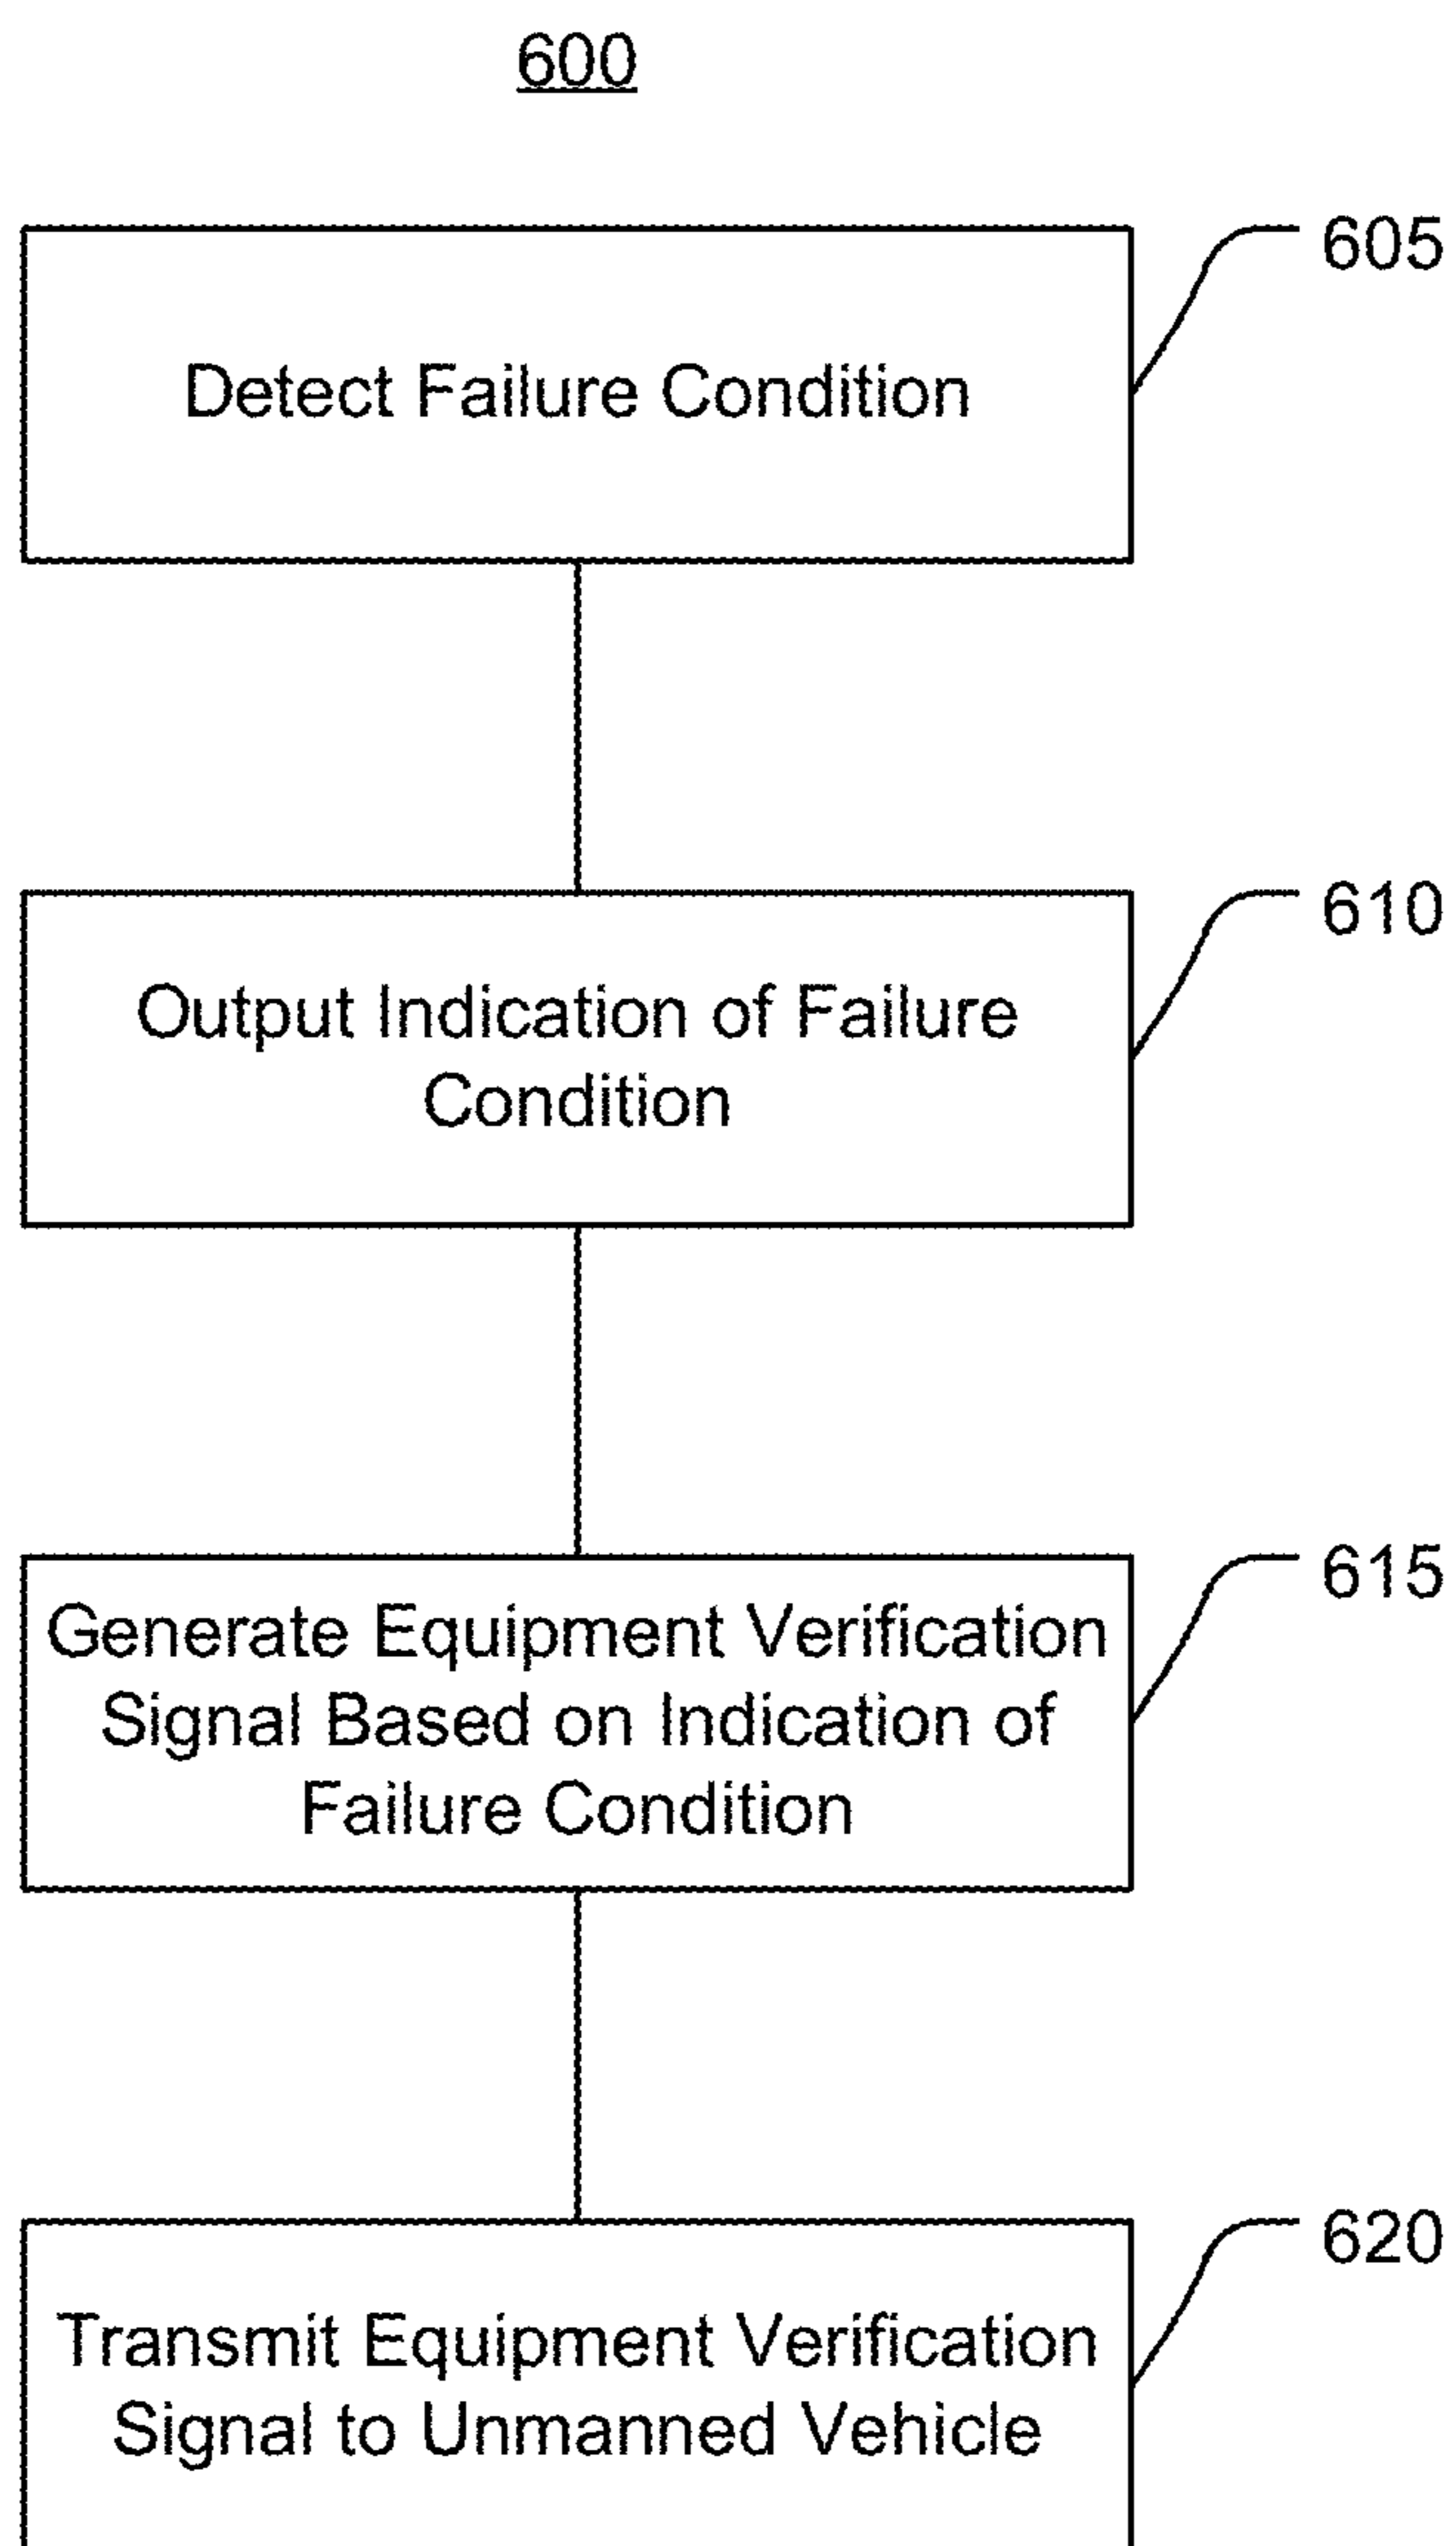 600
605
Detect Failure Condition
610
Output Indication of Failure
Condition
615
Generate Equipment Verification
Signal Based on Indication of
Failure Condition
620
Transmit Equipment Verification
Signal to Unmanned Vehicle